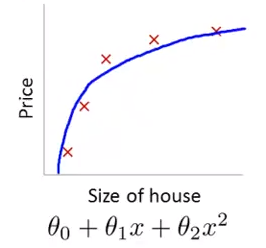 Price
Size of house
θ₀ + θ₁x + θ₂x²